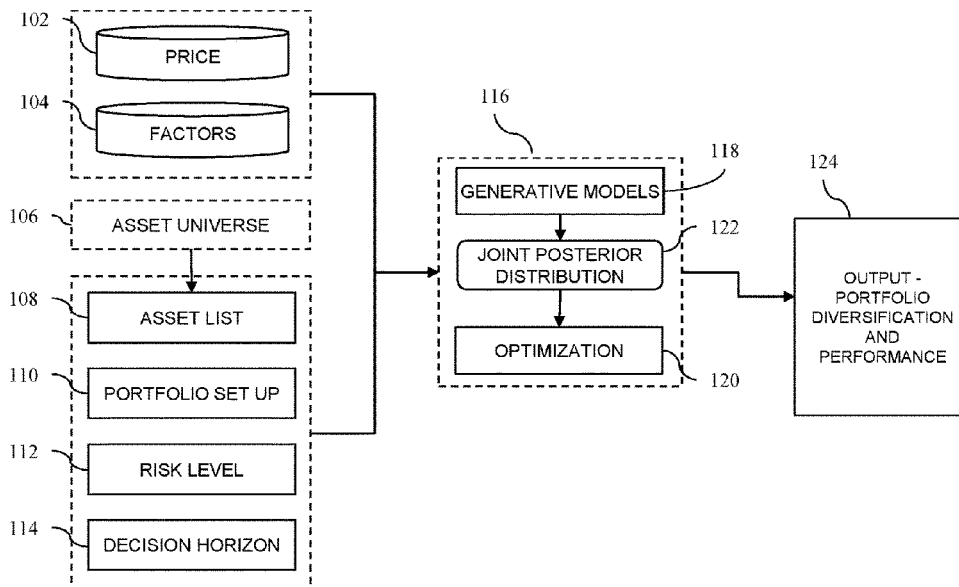 102
PRICE
104
FACTORS
106
ASSET UNIVERSE
108
ASSET LIST
110
PORTFOLIO SET UP
112
RISK LEVEL
114
DECISION HORIZON
116
118
GENERATIVE MODELS
122
JOINT POSTERIOR
DISTRIBUTION
OPTIMIZATION
120
124
OUTPUT -
PORTFOLIO
DIVERSIFICATION
AND
PERFORMANCE